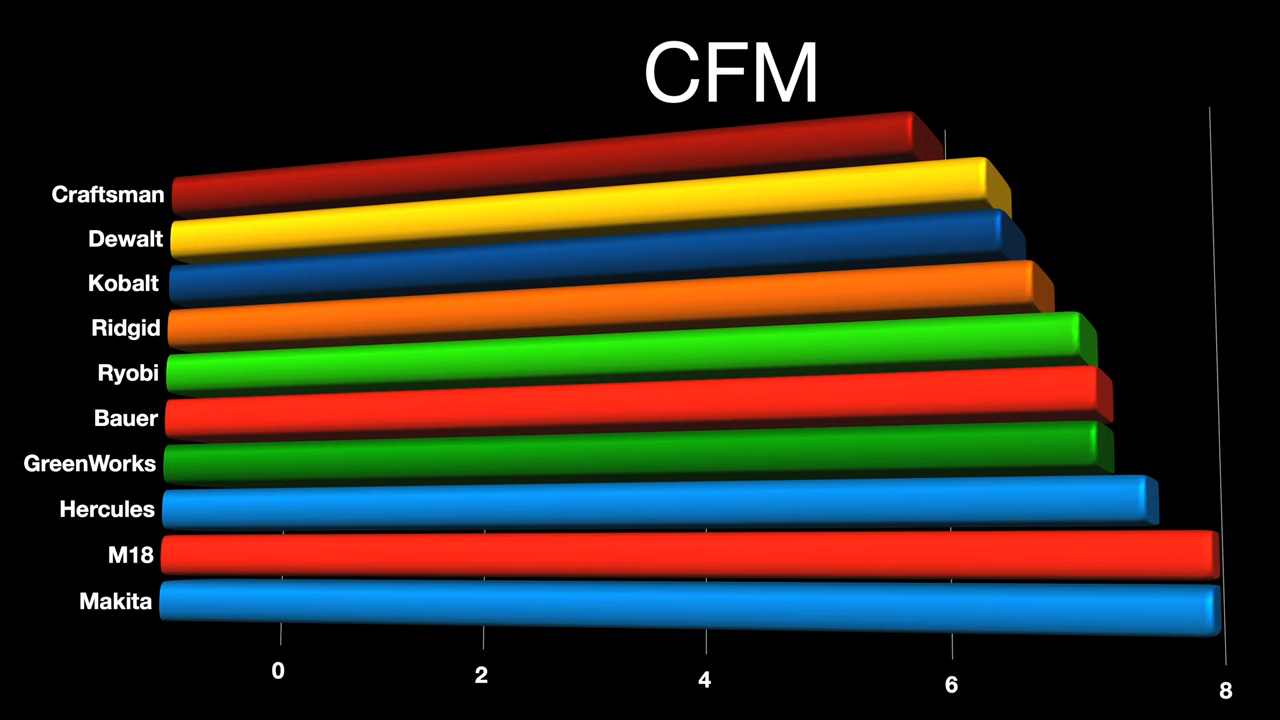 CFM
Craftsman
Dewalt
Kobalt
Ridgid
Ryobi
Bauer
GreenWorks
Hercules
M18
Makita
0 2 4 6 8